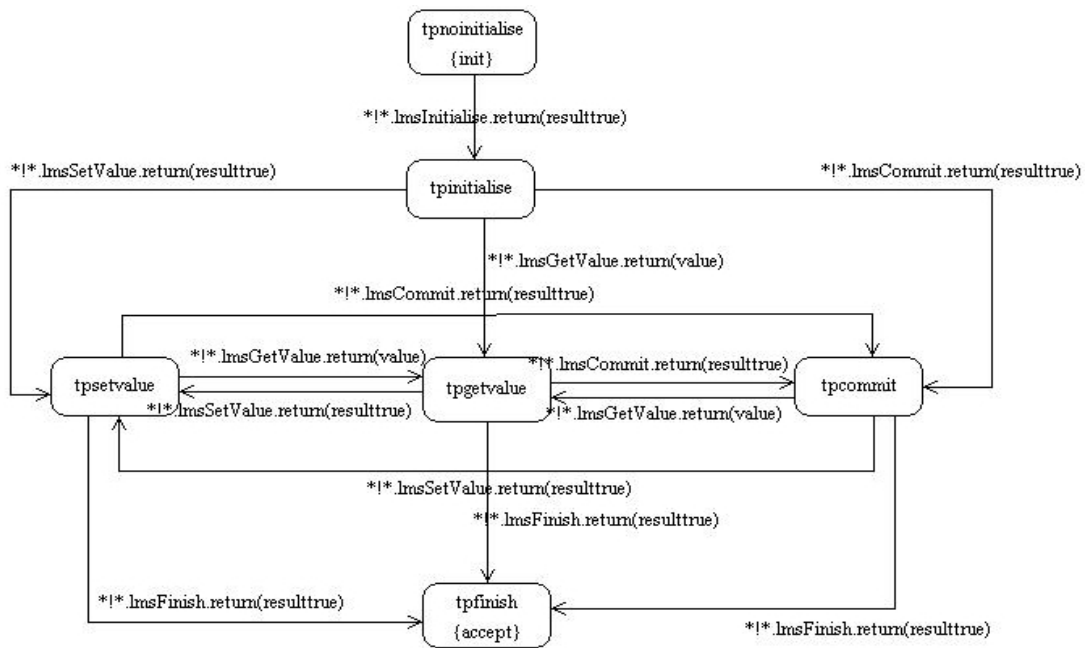 tpnoinitialise
{init}
*!*.lmsInitialise.return(resulttrue)
*!*.lmsSetValue.return(resulttrue)
*!*.lmsCommit.return(resulttrue)
tpinitialise
*!*.lmsGetValue.return(value)
*!*.lmsCommit.return(resulttrue)
*!*.lmsGetValue.return(value)
*!*.lmsCommit.return(resulttrue)
tpsetvalue
tpgetvalue
tpcommit
*!*.lmsSetValue.return(resulttrue)
*!*.lmsGetValue.return(value)
*!*.lmsSetValue.return(resulttrue)
*!*.lmsFinish.return(resulttrue)
*!*.lmsFinish.return(resulttrue)
tpfinish
{accept}
*!*.lmsFinish.return(resulttrue)